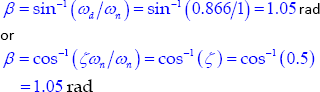 β = sin⁻¹(ω_d/ω_n) = sin⁻¹(0.866/1) = 1.05 rad
or
β = cos⁻¹(ζω_n/ω_n) = cos⁻¹(ζ) = cos⁻¹(0.5)
= 1.05 rad